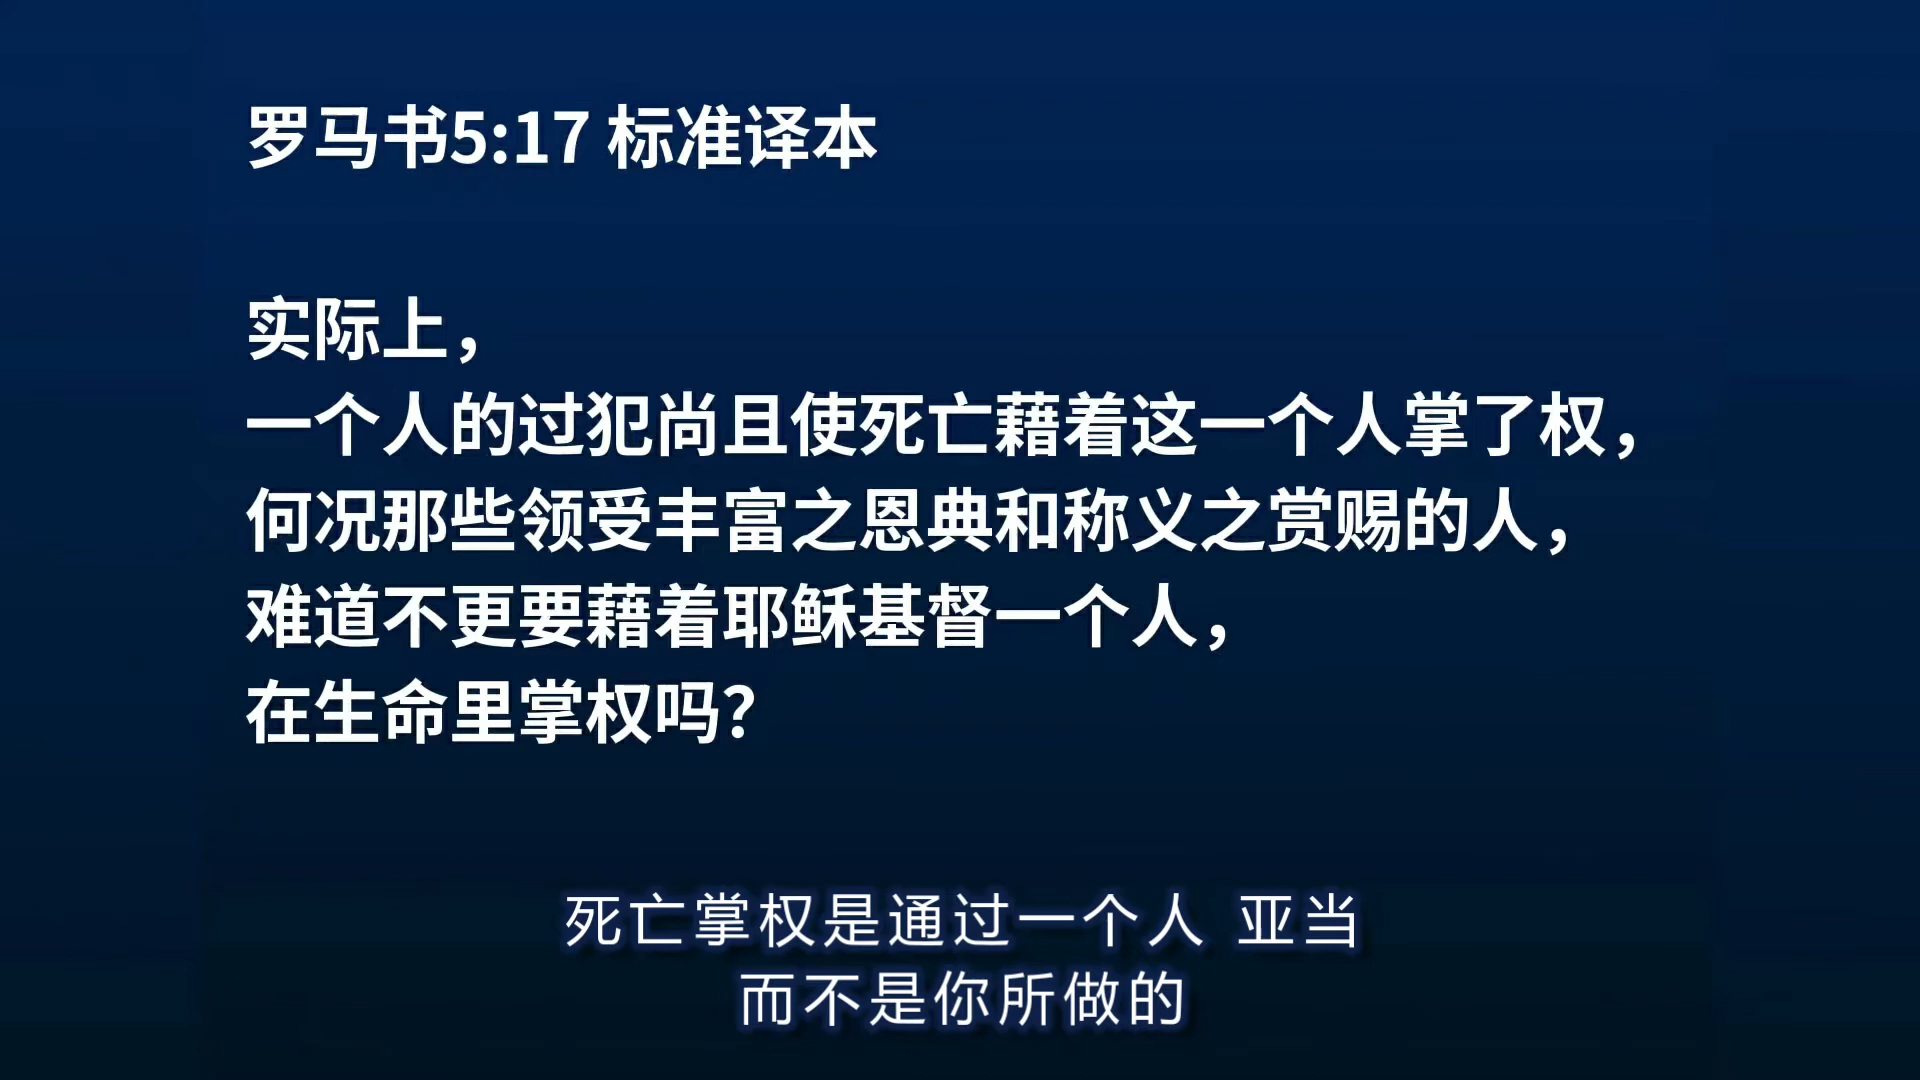 罗马书5:17 标准译本
实际上，
一个人的过犯尚且使死亡藉着这一个人掌了权，
何况那些领受丰富之恩典和称义之赏赐的人，
难道不更要藉着耶稣基督一个人，
在生命里掌权吗？
死亡掌权是通过一个人 亚当
而不是你所做的